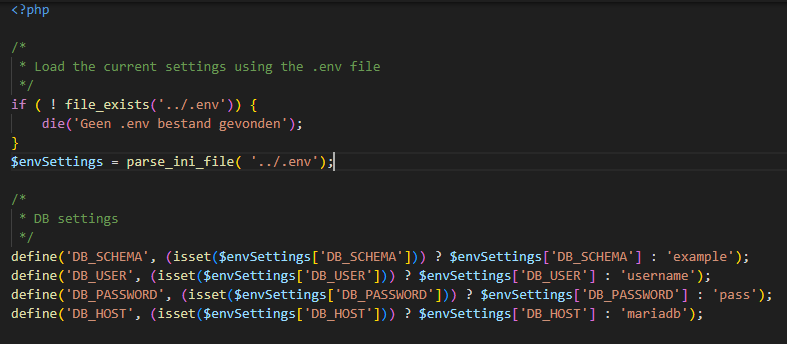 <?php
/*
* Load the current settings using the .env file
*/
if ( ! file_exists('../.env')) {
die('Geen .env bestand gevonden');
}
$envSettings = parse_ini_file( '../.env');
/*
* DB settings
*/
define('DB_SCHEMA', (isset($envSettings['DB_SCHEMA'])) ? $envSettings['DB_SCHEMA'] : 'example');
define('DB_USER', (isset($envSettings['DB_USER'])) ? $envSettings['DB_USER'] : 'username');
define('DB_PASSWORD', (isset($envSettings['DB_PASSWORD'])) ? $envSettings['DB_PASSWORD'] : 'pass');
define('DB_HOST', (isset($envSettings['DB_HOST'])) ? $envSettings['DB_HOST'] : 'mariadb');